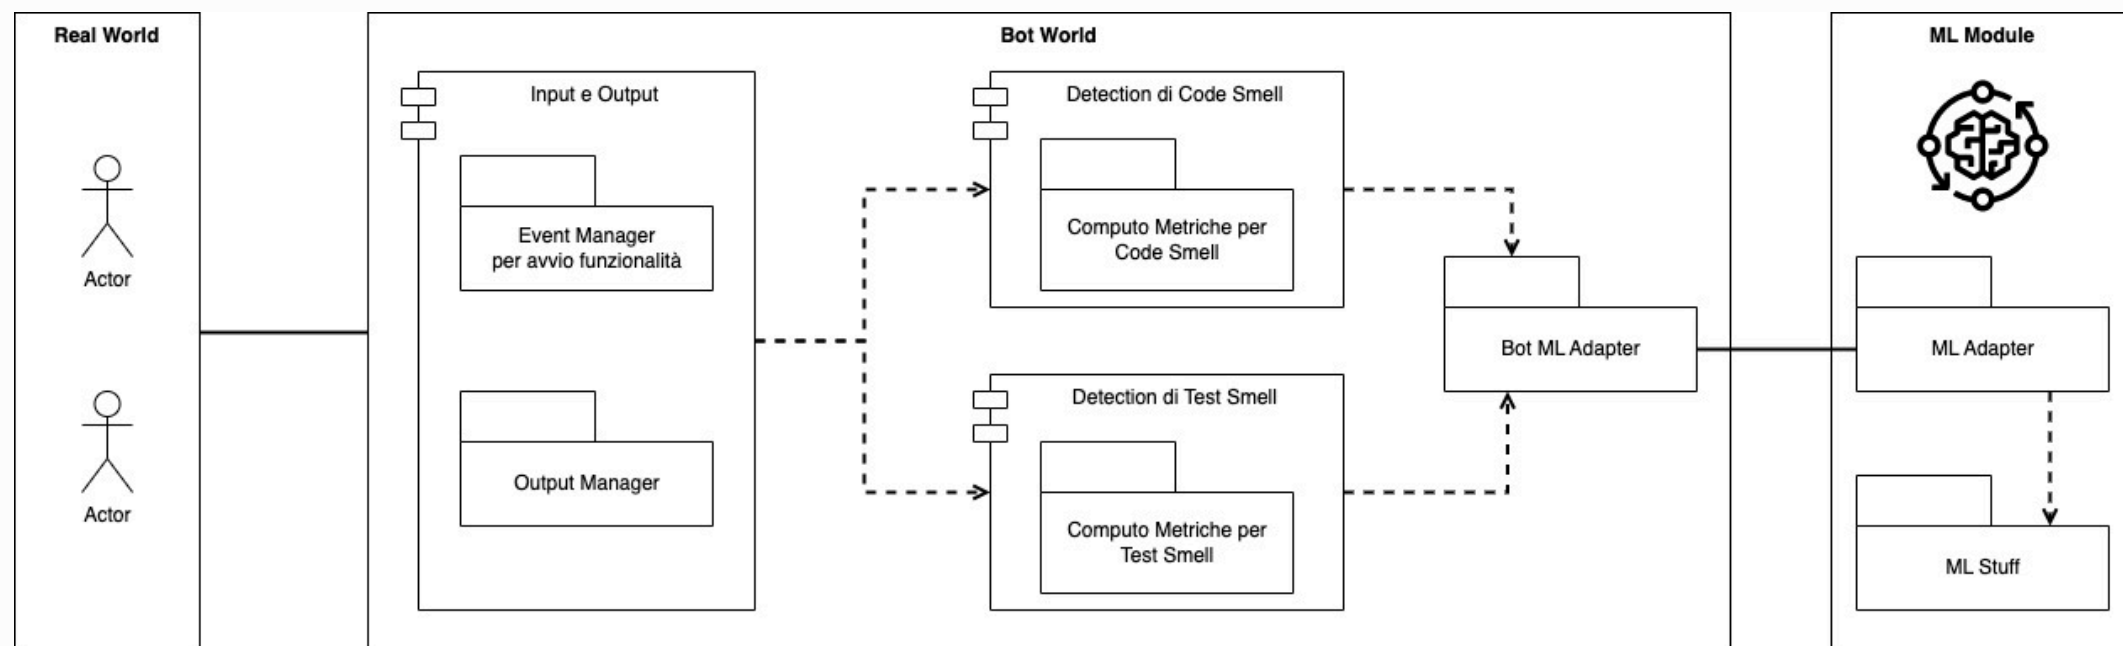 Real World
Actor
Actor
Bot World
Input e Output
Event Manager
per avvio funzionalità
Output Manager
Detection di Code Smell
Computo Metriche per
Code Smell
Detection di Test Smell
Computo Metriche per
Test Smell
Bot ML Adapter
ML Module
ML Adapter
ML Stuff